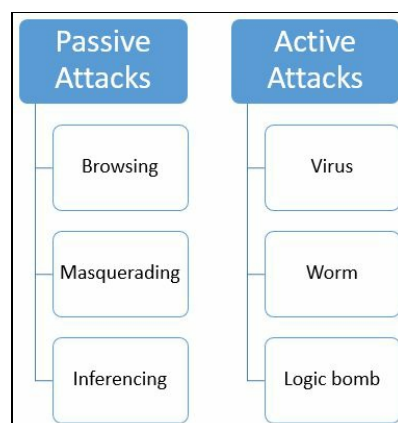 Passive
Attacks
Browsing
Masquerading
Inferencing
Active
Attacks
Virus
Worm
Logic bomb